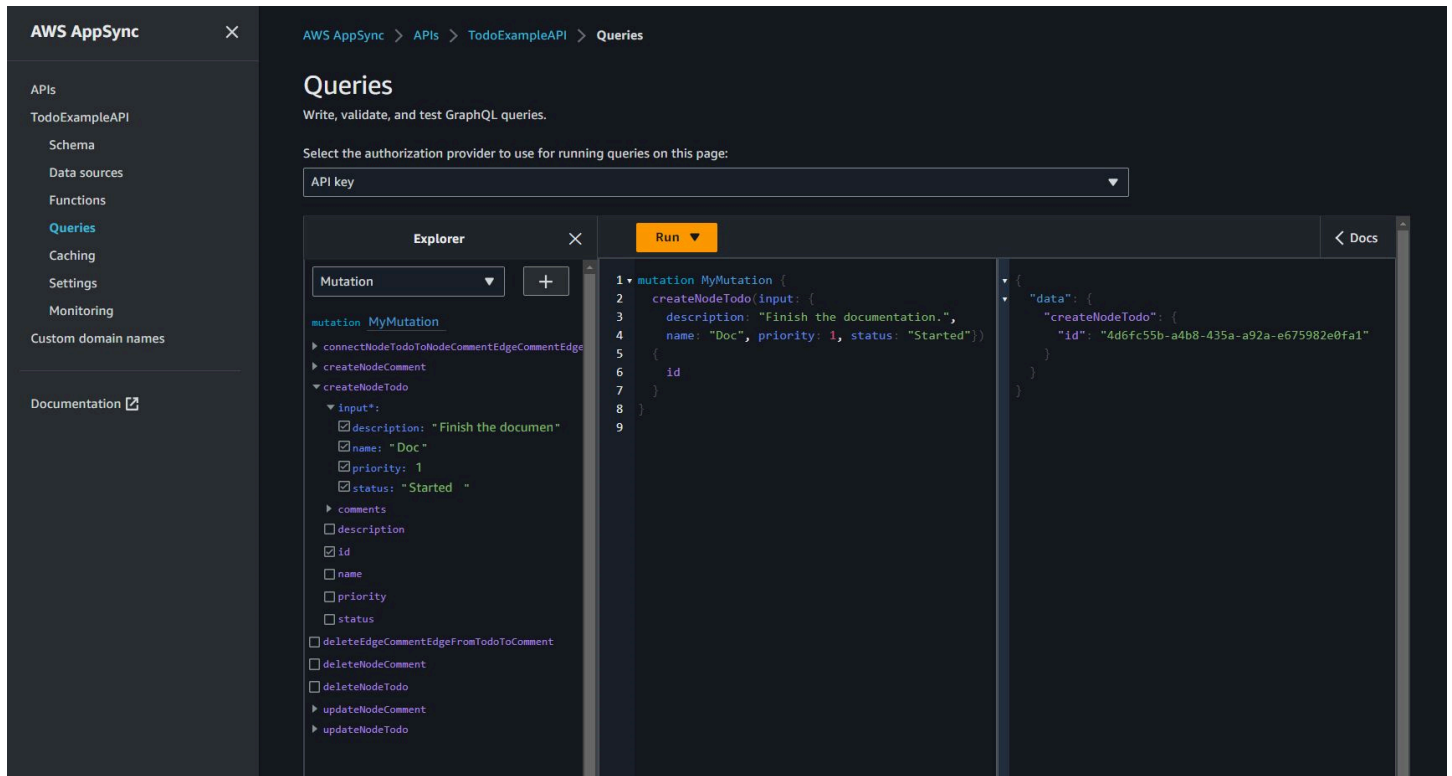 AWS AppSync
APIs
TodoExampleAPI
Schema
Data sources
Functions
Queries
Caching
Settings
Monitoring
Custom domain names
Documentation
AWS AppSync > APIs > TodoExampleAPI > Queries
Queries
Write, validate, and test GraphQL queries.
Select the authorization provider to use for running queries on this page:
API key
Explorer
Mutation
mutation MyMutation
connectNodeTodoToNodeCommentEdgeCommentEdge
createNodeComment
createNodeTodo
input*:
description: "Finish the documen"
name: "Doc"
priority: 1
status: "Started "
comments
description
id
name
priority
status
deleteEdgeCommentEdgeFromTodoToComment
deleteNodeComment
deleteNodeTodo
updateNodeComment
updateNodeTodo
Run
< Docs
1 mutation MyMutation {
2 createNodeTodo(input: {
3 description: "Finish the documentation.",
4 name: "Doc", priority: 1, status: "Started"})
5 {
6 id
7 }
8 }
9
{
"data": {
"createNodeTodo": {
"id": "4d6fc55b-a4b8-435a-a92a-e675982e0fa1"
}
}
}